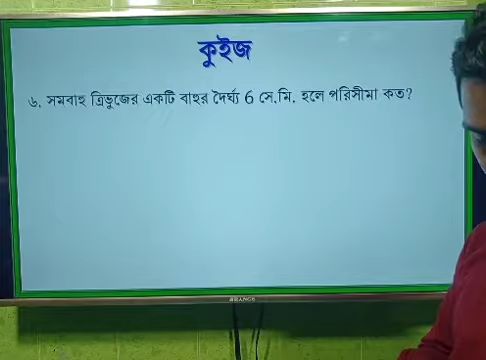 কুইজ
৬. সমবাহু ত্রিভুজের একটি বাহুর দৈর্ঘ্য 6 সে.মি. হলে পরিসীমা কত?